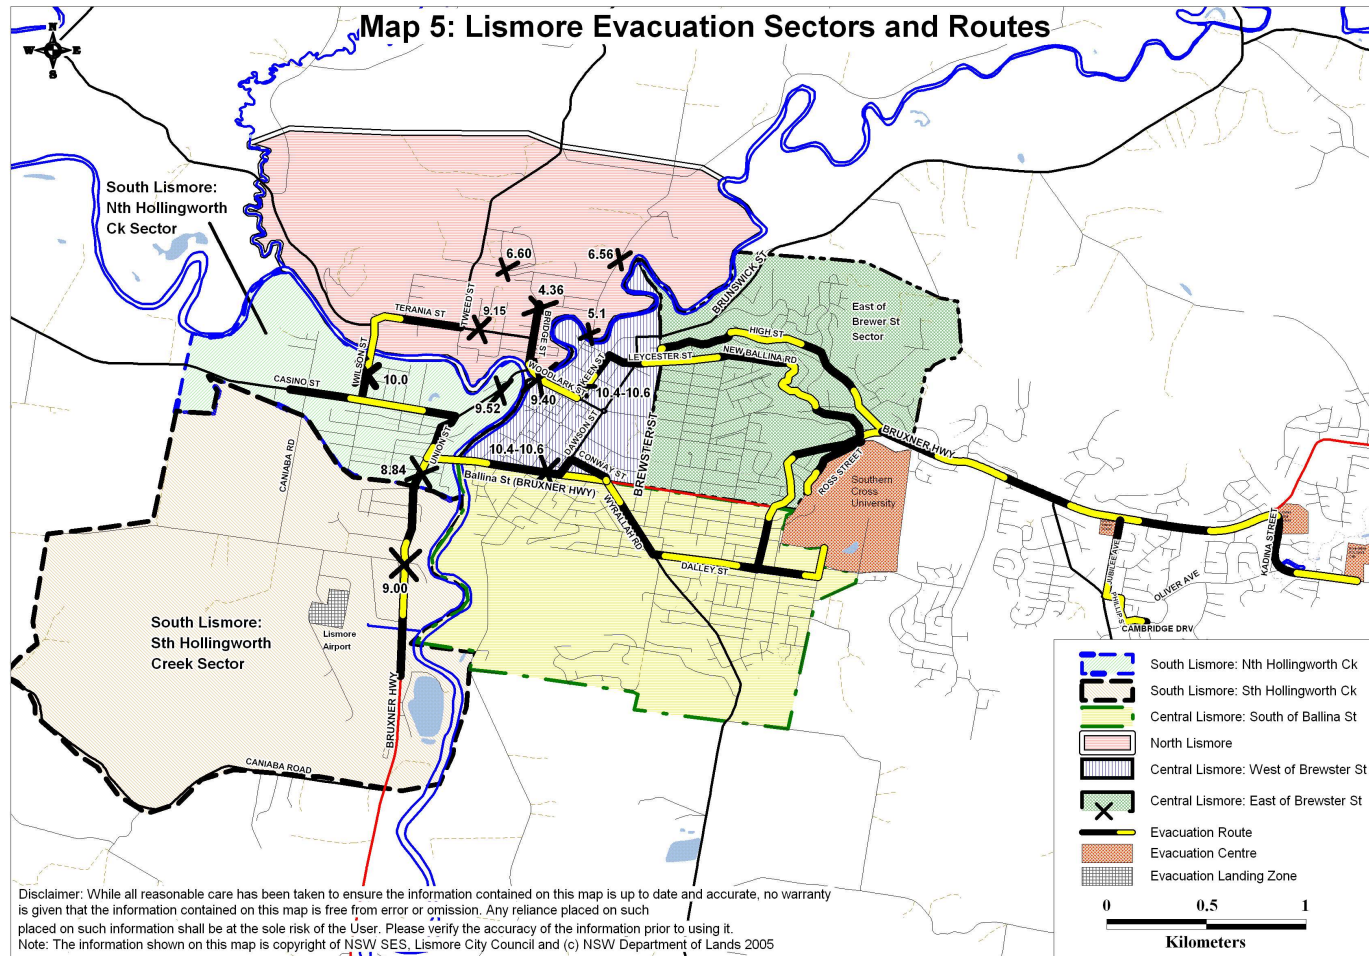 Map 5: Lismore Evacuation Sectors and Routes
N
W
E
S
South Lismore:
Nth Hollingworth
Ck Sector
6.60
6.56
4.36
5.1
9.15
TERANIA ST
TWEED ST
BRIDGE ST
BRUNSWICK ST
East of
Brewer St
Sector
HIGH ST
NEW BALLINA RD
LEYCESTER ST
KEEN ST
WOODLARK ST
WILSON ST
CASINO ST
10.0
9.52
9.40
10.4-10.6
DAWSON ST
BREWSTER ST
UNION ST
10.4-10.6
CONWAY ST
Ballina St (BRUXNER HWY)
8.84
CANIABA RD
WYRALLAH RD
ROSS STREET
BRUXNER HWY
Southern
Cross
University
DALLEY ST
9.00
KADINA STREET
JUBILEE AVE
OLIVER AVE
PHILLIP S
CAMBRIDGE DRV
South Lismore:
Sth Hollingworth
Creek Sector
Lismore
Airport
BRUXNER HWY
CANIABA ROAD
South Lismore: Nth Hollingworth Ck
South Lismore: Sth Hollingworth Ck
Central Lismore: South of Ballina St
North Lismore
Central Lismore: West of Brewster St
Central Lismore: East of Brewster St
Evacuation Route
Evacuation Centre
Evacuation Landing Zone
0 0.5 1
Kilometers
Disclaimer: While all reasonable care has been taken to ensure the information contained on this map is up to date and accurate, no warranty
is given that the information contained on this map is free from error or omission. Any reliance placed on such
placed on such information shall be at the sole risk of the User. Please verify the accuracy of the information prior to using it.
Note: The information shown on this map is copyright of NSW SES, Lismore City Council and (c) NSW Department of Lands 2005